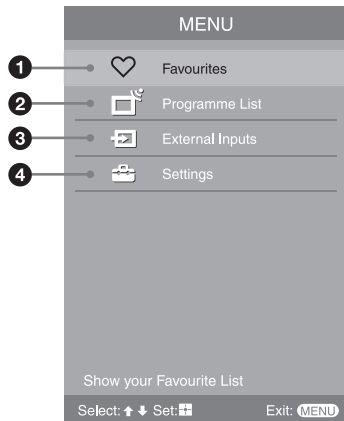 MENU
1 Favourites
2 Programme List
3 External Inputs
4 Settings
Show your Favourite List
Select: ↑ ↓ Set: Exit: MENU